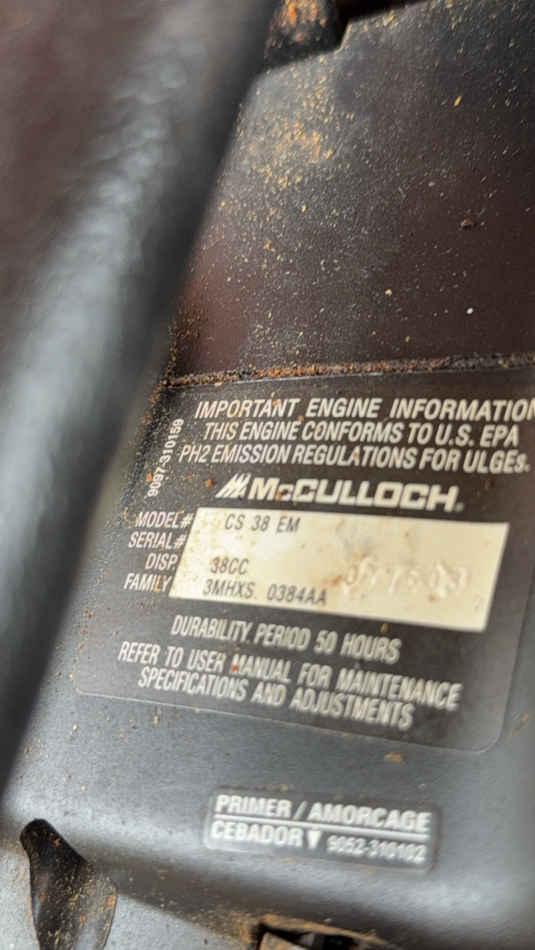 IMPORTANT ENGINE INFORMATION
THIS ENGINE CONFORMS TO U.S. EPA
PH2 EMISSION REGULATIONS FOR ULGEs.
9097-310159
McCULLOCH®
MODEL# CS 38 EM
SERIAL#
DISP 38CC
FAMILY 3MHXS. 0384AA
DURABILITY PERIOD 50 HOURS
REFER TO USER MANUAL FOR MAINTENANCE
SPECIFICATIONS AND ADJUSTMENTS
PRIMER / AMORCAGE
CEBADOR ▼ 9052-310102